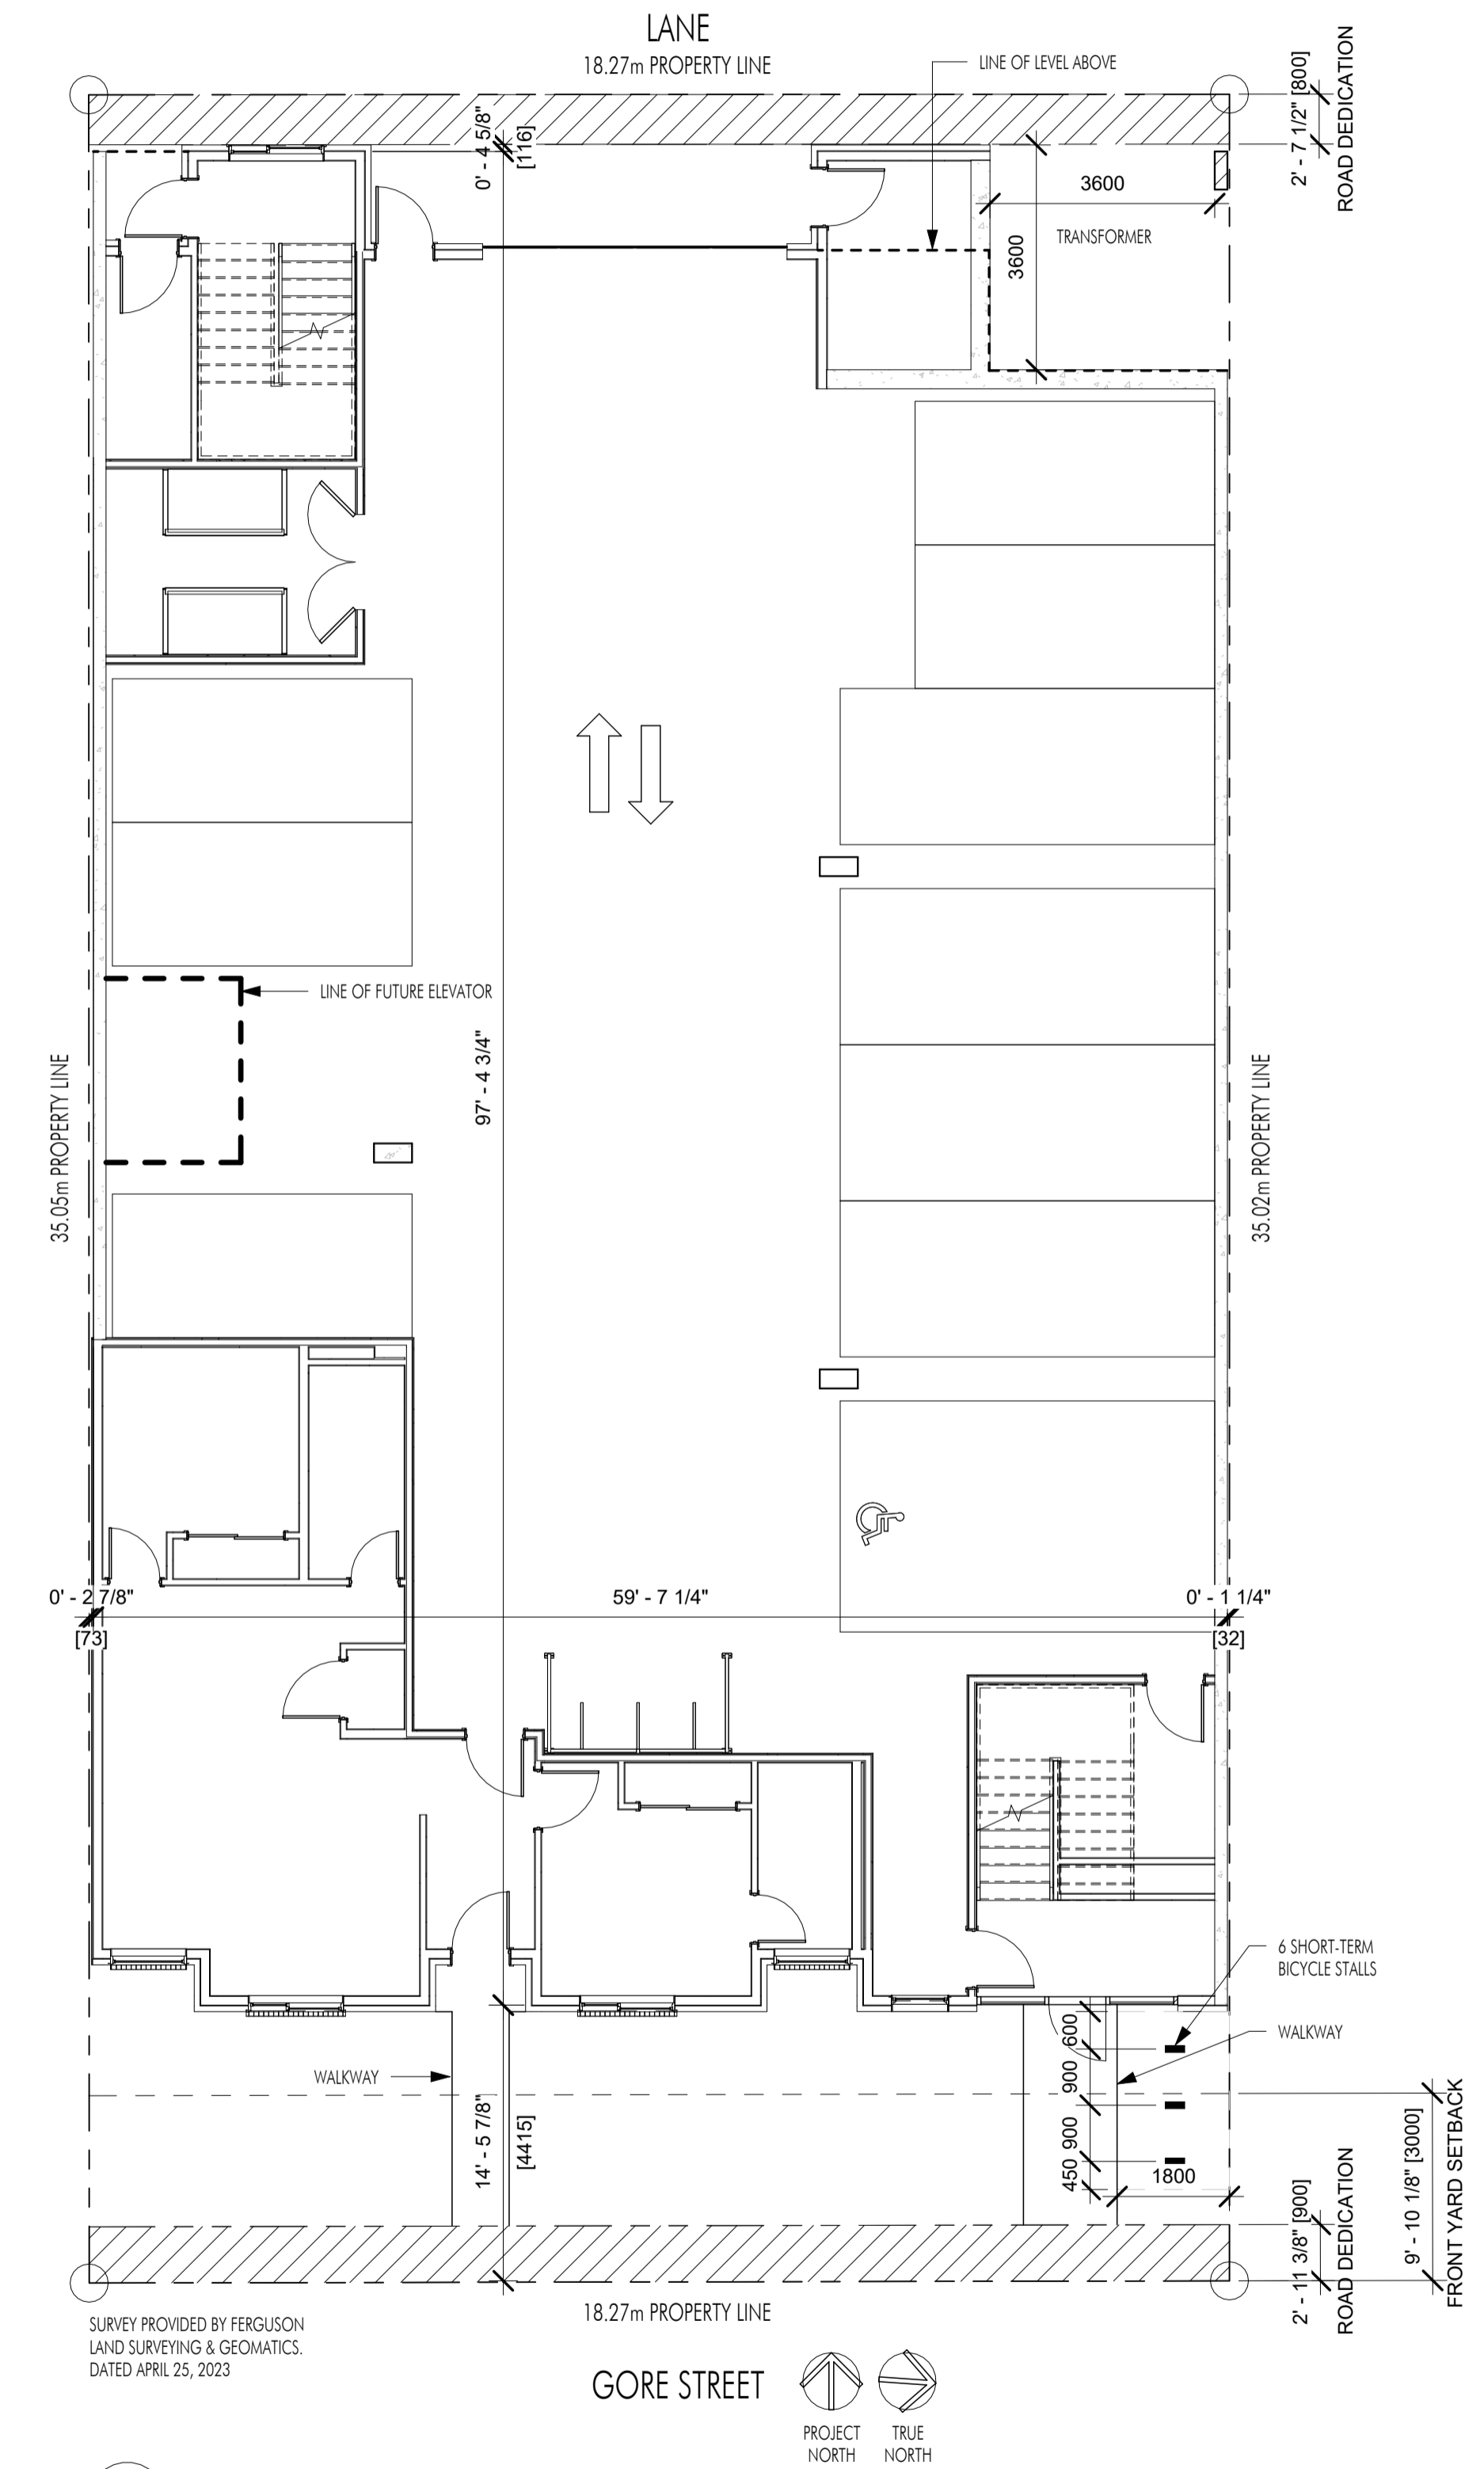 LANE
18.27m PROPERTY LINE
LINE OF LEVEL ABOVE
2' - 7 1/2" [800]
ROAD DEDICATION
0' - 4 5/8"
[116]
3600
TRANSFORMER
3600
LINE OF FUTURE ELEVATOR
97' - 4 3/4"
35.05m PROPERTY LINE
35.02m PROPERTY LINE
0' - 2 7/8"
[73]
59' - 7 1/4"
0' - 1 1/4"
[32]
6 SHORT-TERM
BICYCLE STALLS
WALKWAY
WALKWAY
600
900
900
450
1800
14' - 5 7/8"
[4415]
2' - 11 3/8" [900]
ROAD DEDICATION
9' - 10 1/8" [3000]
FRONT YARD SETBACK
18.27m PROPERTY LINE
SURVEY PROVIDED BY FERGUSON
LAND SURVEYING & GEOMATICS.
DATED APRIL 25, 2023
GORE STREET
PROJECT
NORTH
TRUE
NORTH